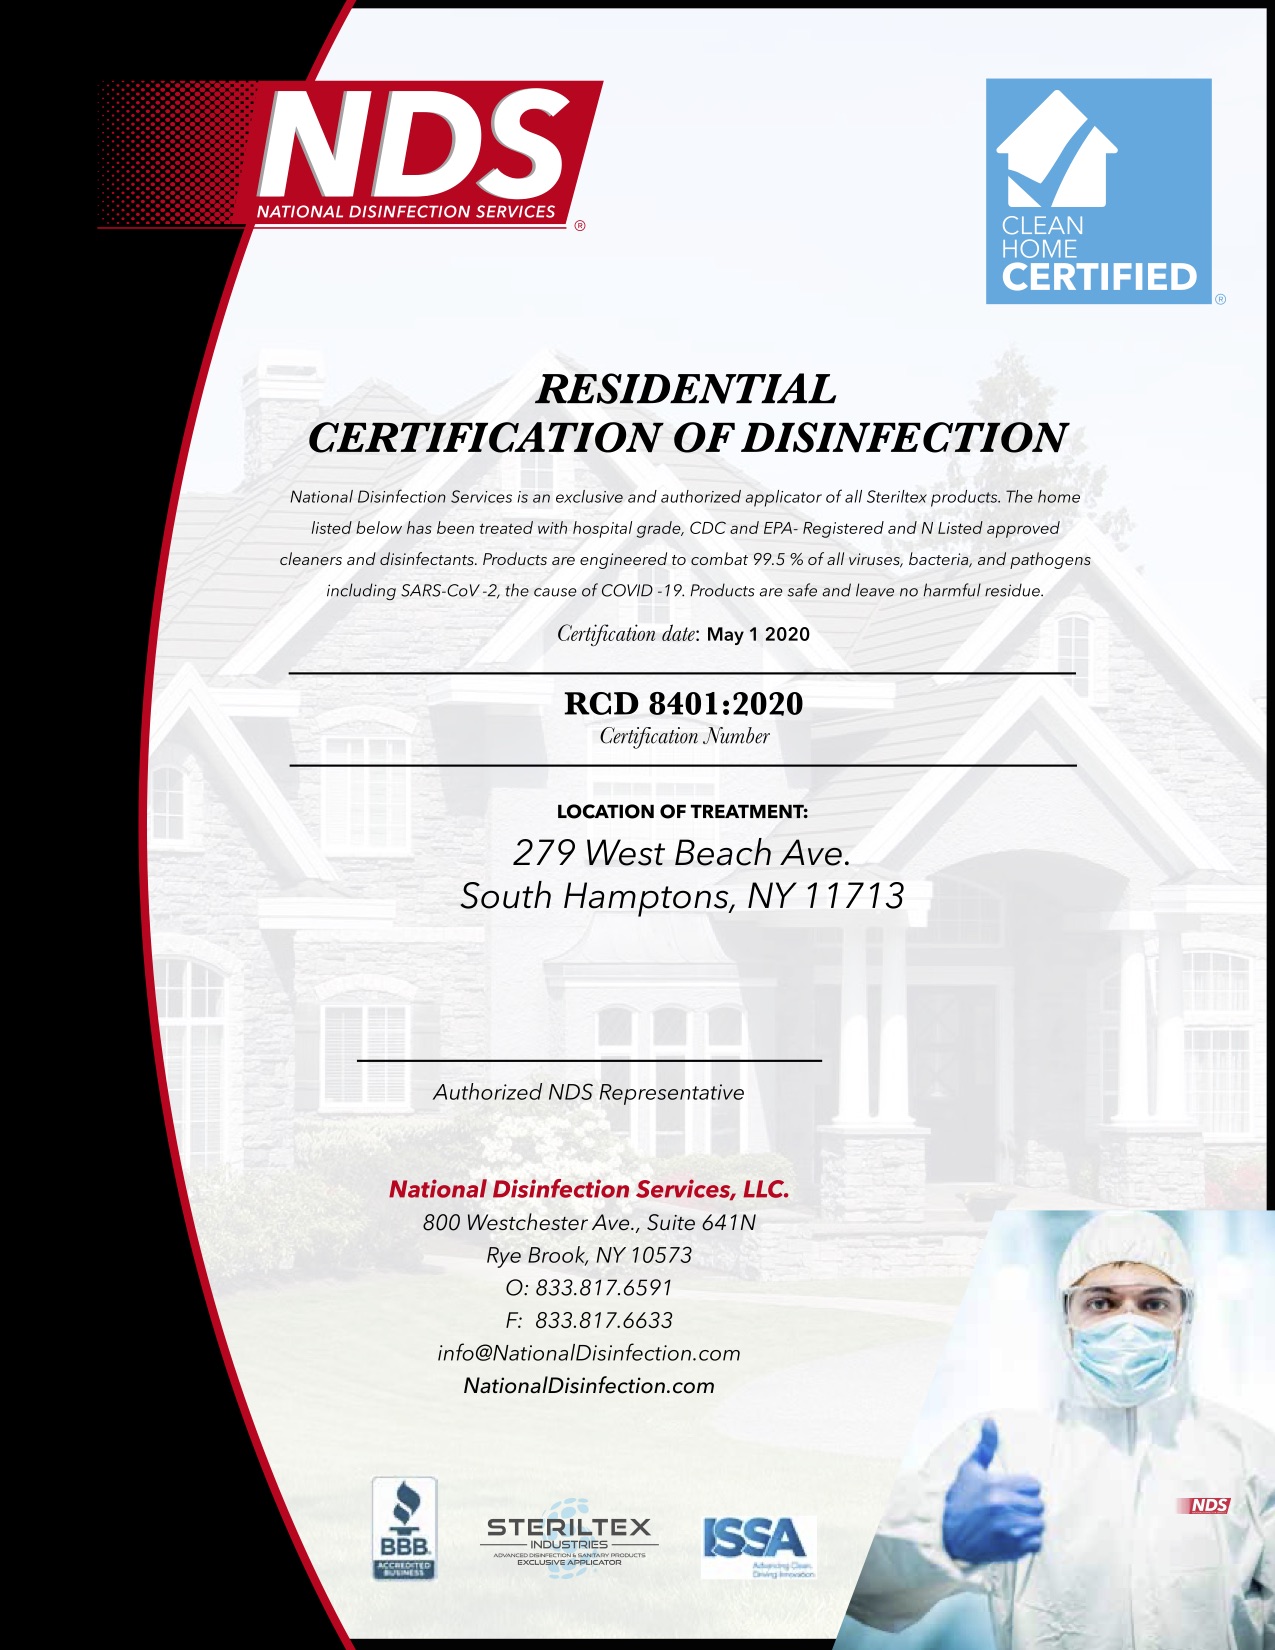 NDS
NATIONAL DISINFECTION SERVICES
®
CLEAN
HOME
CERTIFIED
®
RESIDENTIAL
CERTIFICATION OF DISINFECTION
National Disinfection Services is an exclusive and authorized applicator of all Steriltex products. The home
listed below has been treated with hospital grade, CDC and EPA- Registered and N Listed approved
cleaners and disinfectants. Products are engineered to combat 99.5 % of all viruses, bacteria, and pathogens
including SARS-CoV -2, the cause of COVID -19. Products are safe and leave no harmful residue.
Certification date: May 1 2020
RCD 8401:2020
Certification Number
LOCATION OF TREATMENT:
279 West Beach Ave.
South Hamptons, NY 11713
Authorized NDS Representative
National Disinfection Services, LLC.
800 Westchester Ave., Suite 641N
Rye Brook, NY 10573
O: 833.817.6591
F: 833.817.6633
info@NationalDisinfection.com
NationalDisinfection.com
BBB.
ACCREDITED
BUSINESS
STERILTEX
INDUSTRIES
ADVANCED DISINFECTION & SANITARY PRODUCTS
EXCLUSIVE APPLICATOR
ISSA
Advancing Clean.
Driving Innovation
NDS